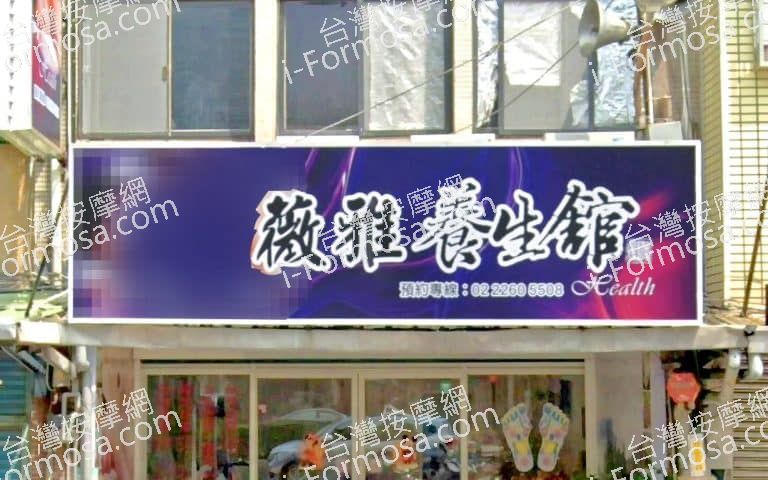 台灣按摩網
i-Formosa.com
薇雅 養生館
預約專線：02 2260 5508 Health